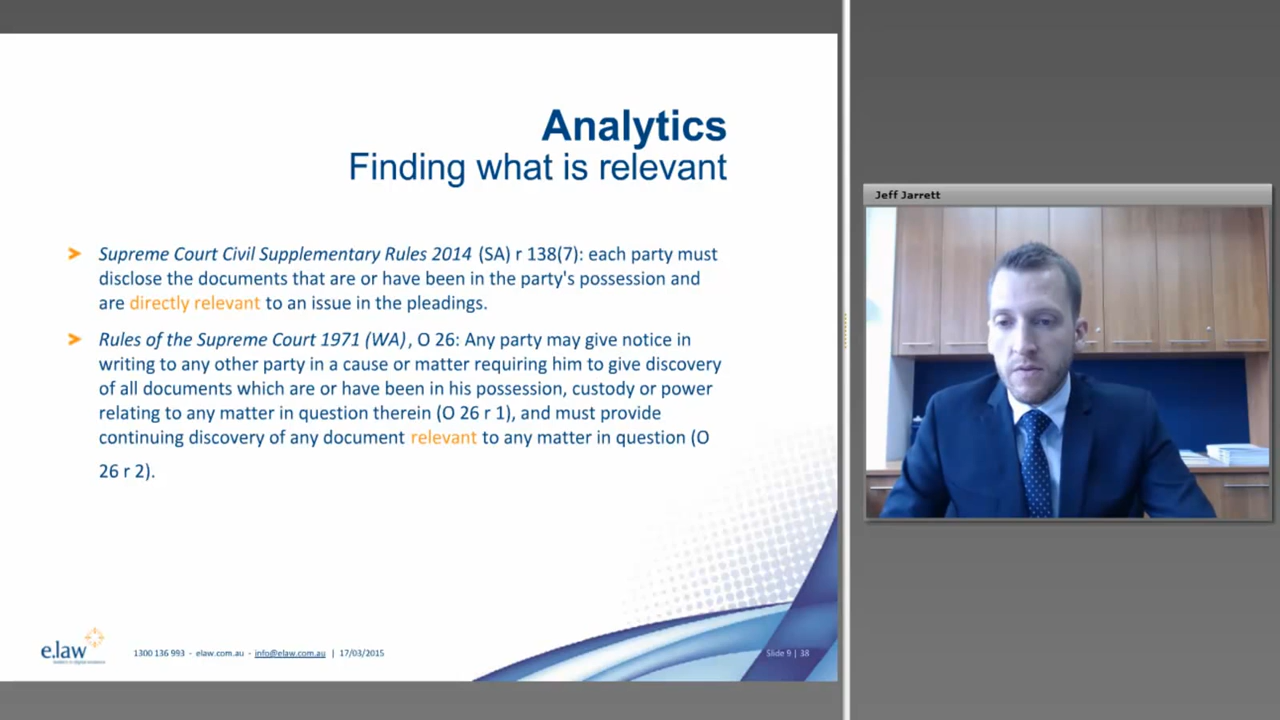 Analytics
Finding what is relevant
Supreme Court Civil Supplementary Rules 2014 (SA) r 138(7): each party must
disclose the documents that are or have been in the party's possession and
are directly relevant to an issue in the pleadings.
Rules of the Supreme Court 1971 (WA), O 26: Any party may give notice in
writing to any other party in a cause or matter requiring him to give discovery
of all documents which are or have been in his possession, custody or power
relating to any matter in question therein (O 26 r 1), and must provide
continuing discovery of any document relevant to any matter in question (O
26 r 2).
e.law
1300 136 993 - elaw.com.au - info@elaw.com.au | 17/03/2015
Slide 9 | 38
Jeff Jarrett